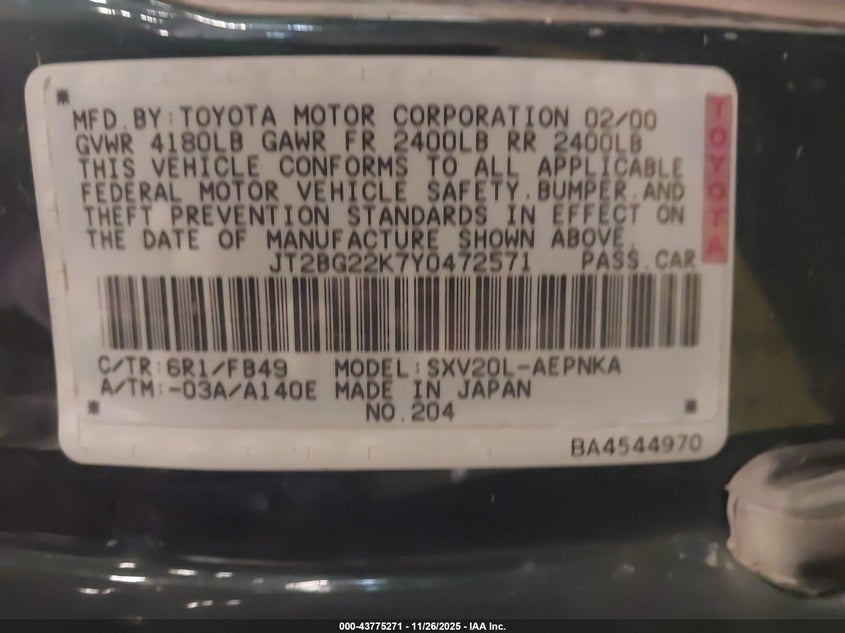 MFD.BY:TOYOTA MOTOR CORPORATION 02/00
GVWR 4180LB GAWR FR 2400LB RR 2400LB
THIS VEHICLE CONFORMS TO ALL APPLICABLE
FEDERAL MOTOR VEHICLE SAFETY,BUMPER,AND
THEFT PREVENTION STANDARDS IN EFFECT ON
THE DATE OF MANUFACTURE SHOWN ABOVE.
JT2BG22K7Y0472571 PASS.CAR
C/TR:6R1/FB49 MODEL:SXV20L-AEPNKA
A/TM:-03A/A140E MADE IN JAPAN
NO.204
BA4544970
TOYOTA
000-43775271 - 11/26/2025 - IAA Inc.